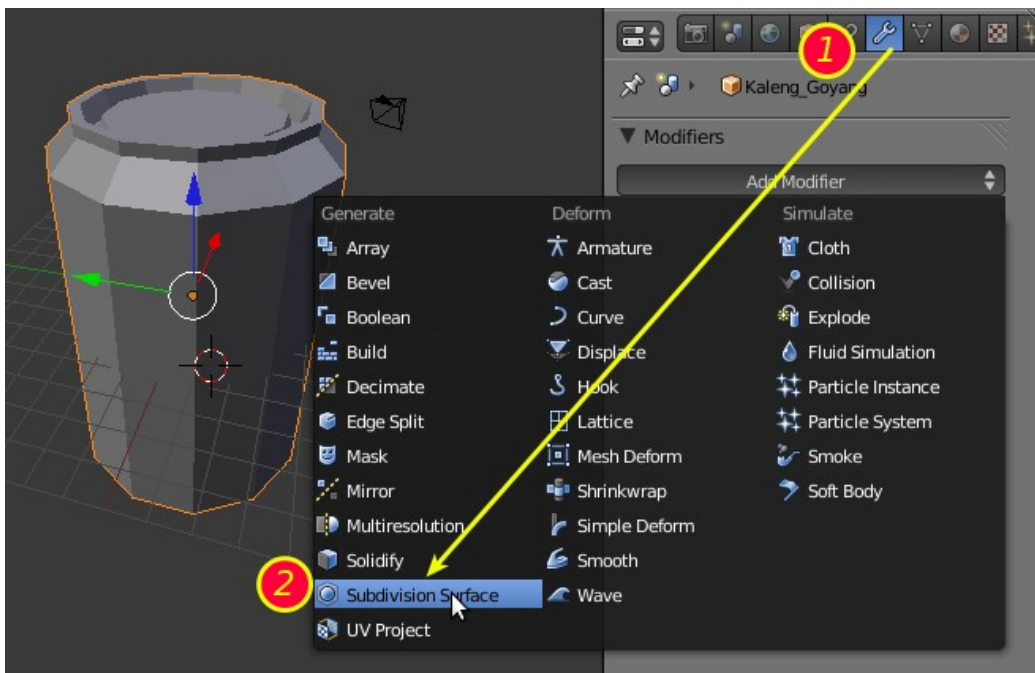 1
Kaleng_Goyang
Modifiers
Add Modifier
Generate
Deform
Simulate
Array
Armature
Cloth
Bevel
Cast
Collision
Boolean
Curve
Explode
Build
Displace
Fluid Simulation
Decimate
Hook
Particle Instance
Edge Split
Lattice
Particle System
Mask
Mesh Deform
Smoke
Mirror
Shrinkwrap
Soft Body
Multiresolution
Simple Deform
Solidify
Smooth
2
Subdivision Surface
Wave
UV Project